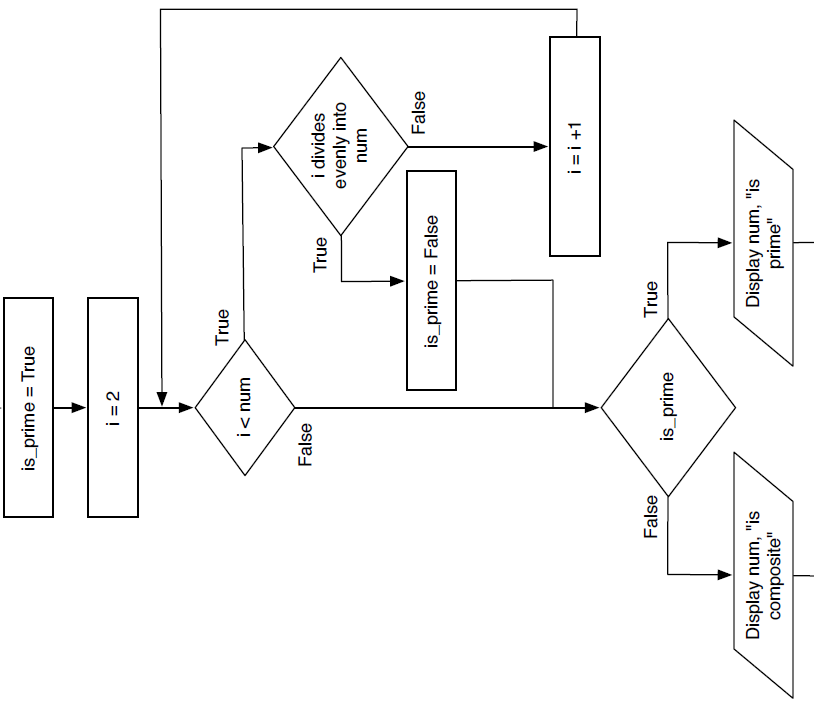 is_prime = True
i = 2
i < num
True
False
i divides
evenly into
num
True
False
is_prime = False
i = i +1
is_prime
True
False
Display num, "is
prime"
Display num, "is
composite"